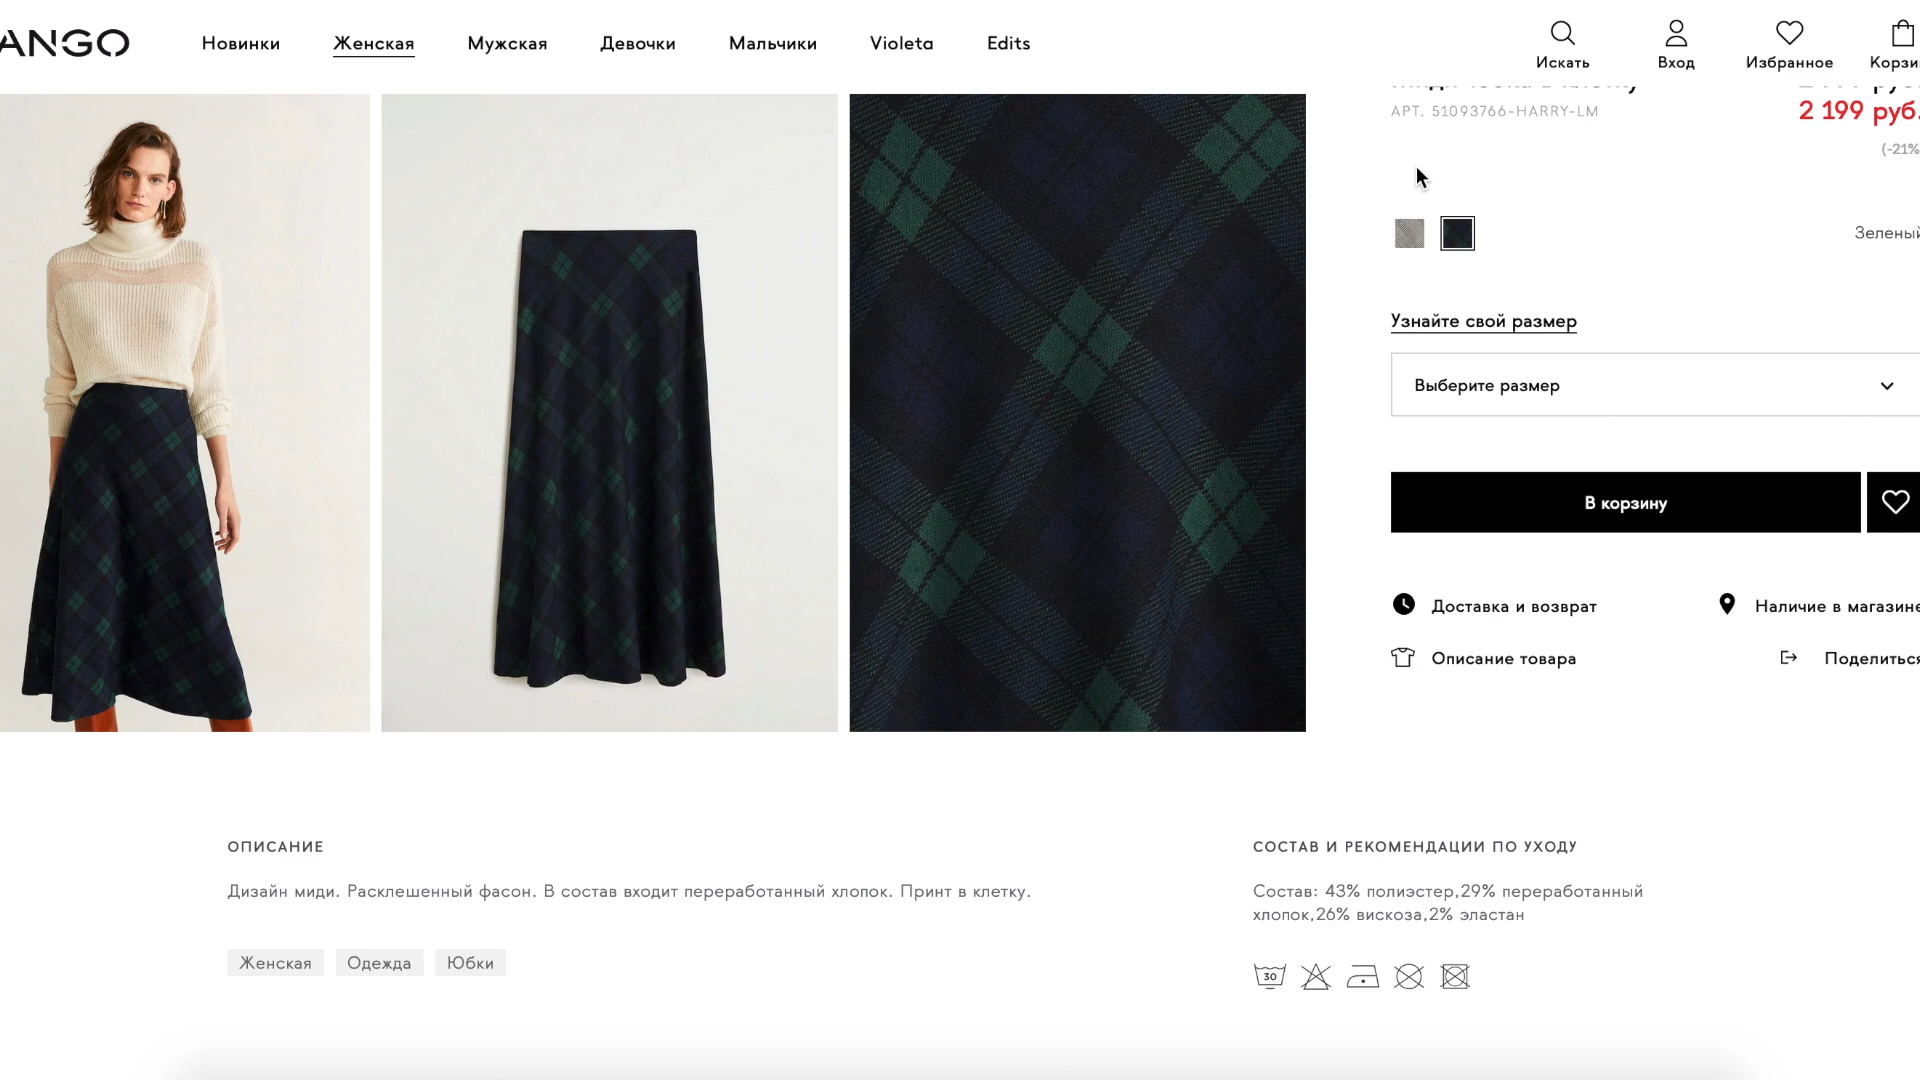 ANGO
Новинки
Женская
Мужская
Девочки
Мальчики
Violeta
Edits
Искать
Вход
Избранное
Корзи
АРТ. 51093766-HARRY-LM
2 199 руб.
(-21%
Зеленый
Узнайте свой размер
Выберите размер
В корзину
Доставка и возврат
Наличие в магазине
Описание товара
Поделиться
ОПИСАНИЕ
Дизайн миди. Расклешенный фасон. В состав входит переработанный хлопок. Принт в клетку.
Женская
Одежда
Юбки
СОСТАВ И РЕКОМЕНДАЦИИ ПО УХОДУ
Состав: 43% полиэстер,29% переработанный
хлопок,26% вискоза,2% эластан
30